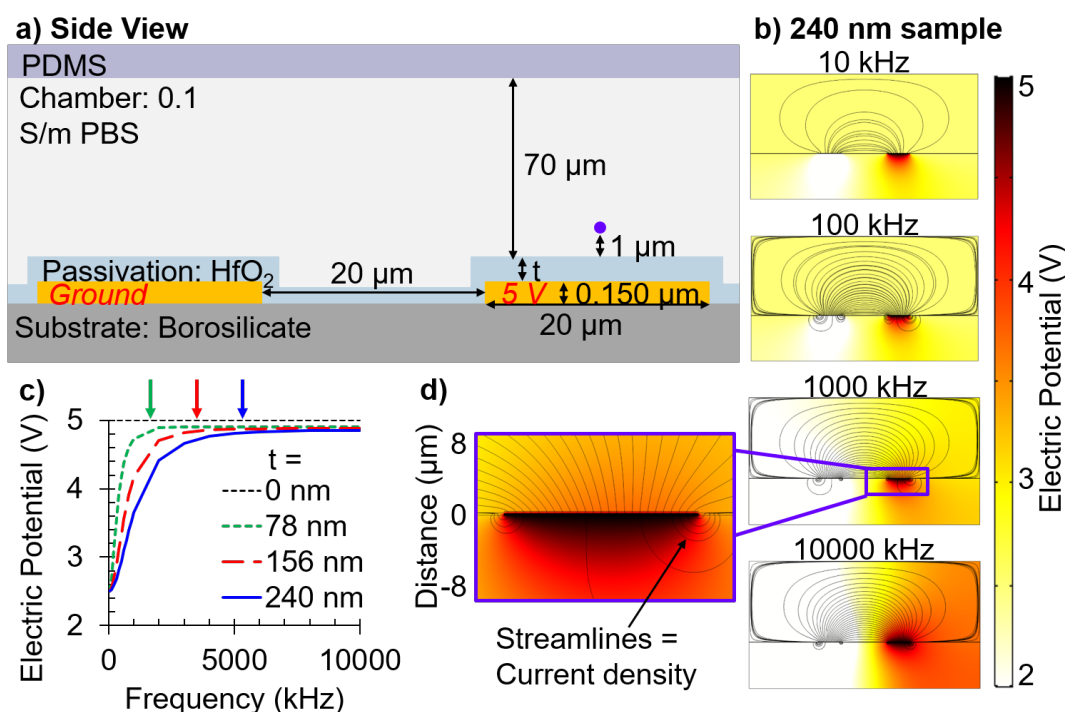 a) Side View
PDMS
Chamber: 0.1
S/m PBS
70 µm
1 µm
Passivation: HfO₂
20 µm
t
Ground
5 V
0.150 µm
Substrate: Borosilicate
20 µm
b) 240 nm sample
10 kHz
100 kHz
1000 kHz
10000 kHz
5
4
3
2
Electric Potential (V)
c)
5
4
3
2
Electric Potential (V)
t =
0 nm
78 nm
156 nm
240 nm
0
5000
10000
Frequency (kHz)
d)
8
0
-8
Distance (µm)
Streamlines =
Current density